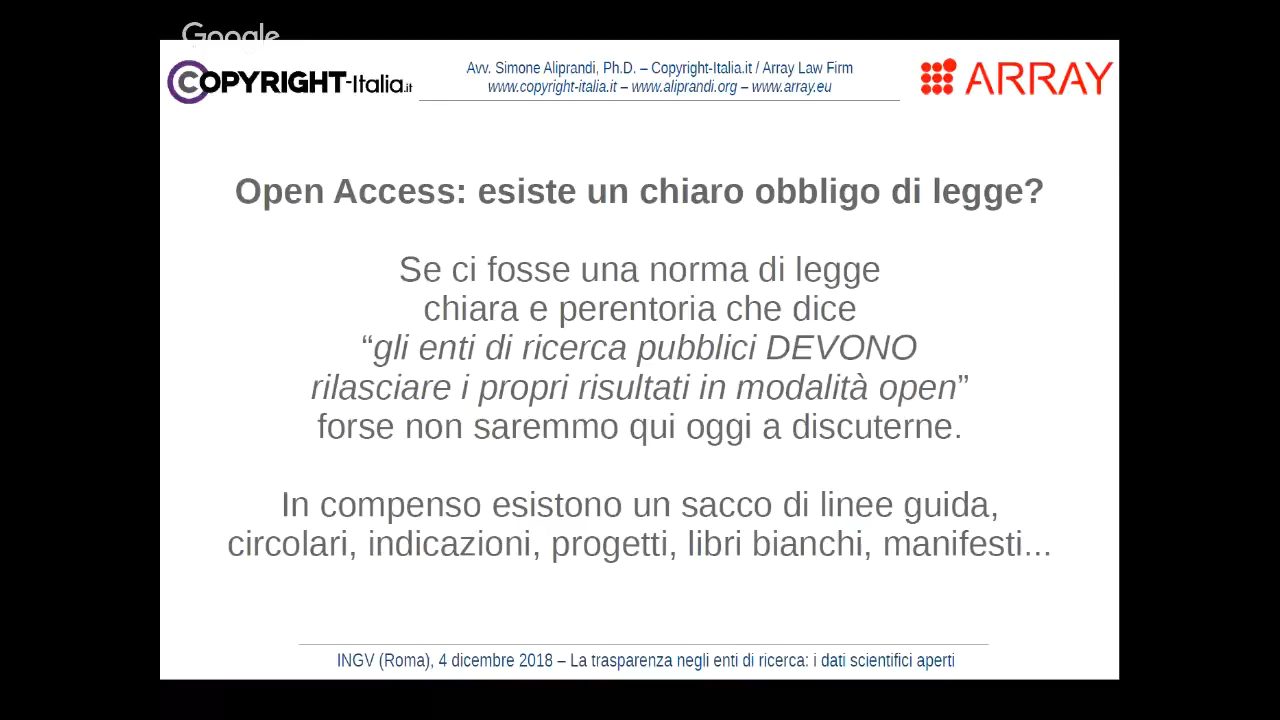 Google
COPYRIGHT-Italia.it
Avv. Simone Aliprandi, Ph.D. – Copyright-Italia.it / Array Law Firm
www.copyright-italia.it – www.aliprandi.org – www.array.eu
ARRAY
Open Access: esiste un chiaro obbligo di legge?
Se ci fosse una norma di legge
chiara e perentoria che dice
“gli enti di ricerca pubblici DEVONO
rilasciare i propri risultati in modalità open”
forse non saremmo qui oggi a discuterne.
In compenso esistono un sacco di linee guida,
circolari, indicazioni, progetti, libri bianchi, manifesti...
INGV (Roma), 4 dicembre 2018 – La trasparenza negli enti di ricerca: i dati scientifici aperti